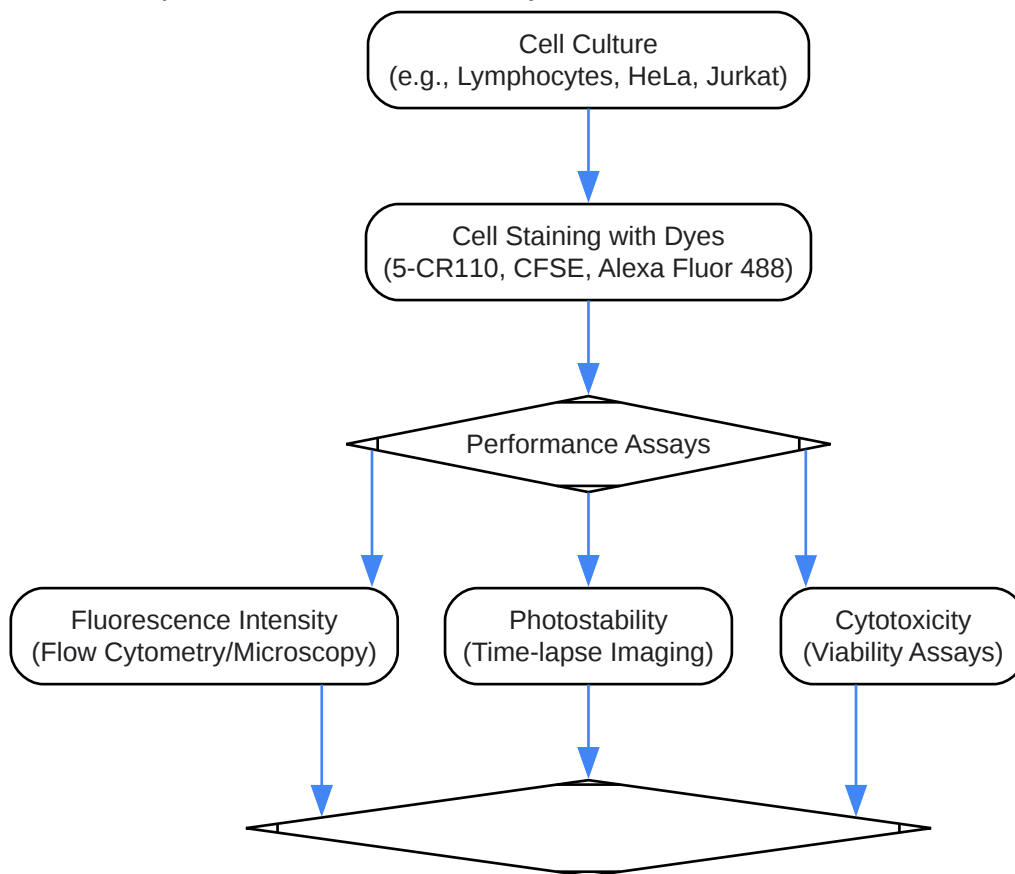 Cell Culture
(e.g., Lymphocytes, HeLa, Jurkat)
Cell Staining with Dyes
(5-CR110, CFSE, Alexa Fluor 488)
Performance Assays
Fluorescence Intensity
(Flow Cytometry/Microscopy)
Photostability
(Time-lapse Imaging)
Cytotoxicity
(Viability Assays)